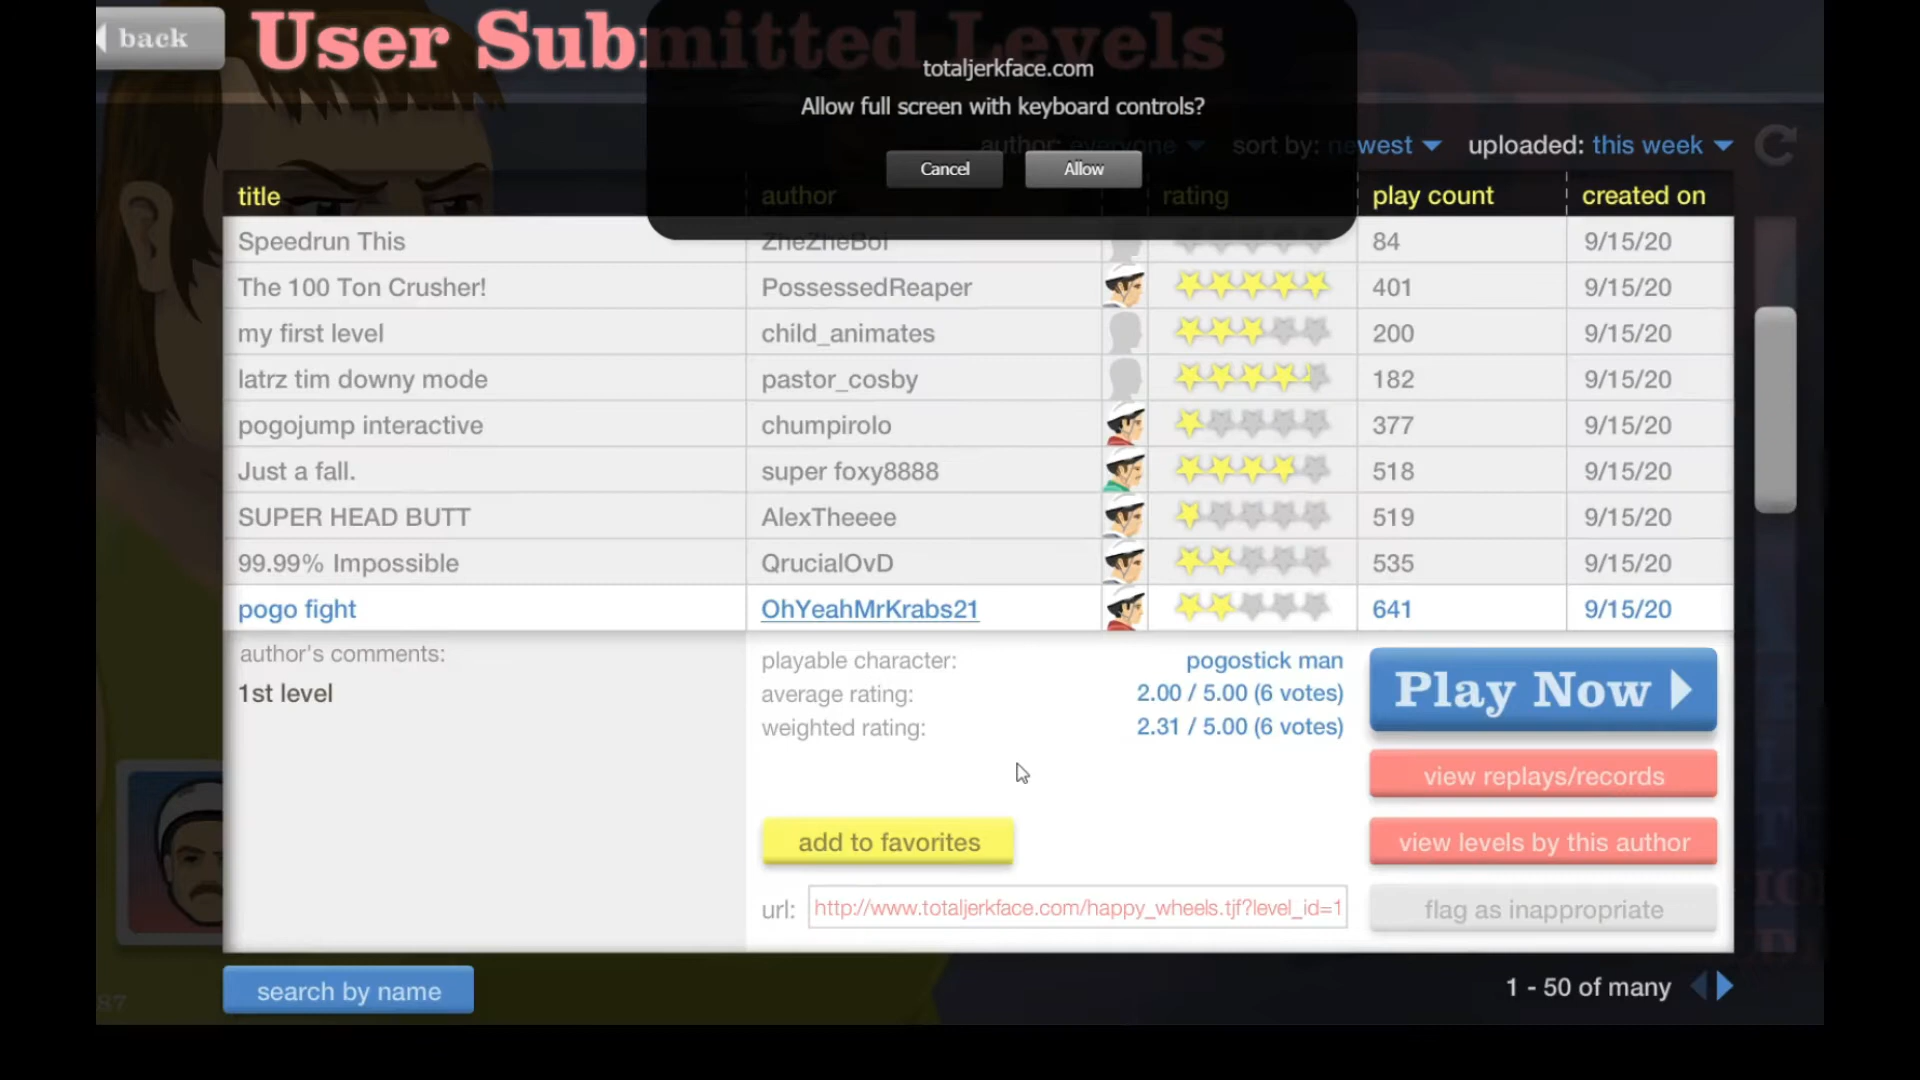 back
User Submitted Levels
totaljerkface.com
Allow full screen with keyboard controls?
Cancel Allow
author: everyone sort by: newest uploaded: this week
title author rating play count created on
Speedrun This ZheZheBoi 84 9/15/20
The 100 Ton Crusher! PossessedReaper 401 9/15/20
my first level child_animates 200 9/15/20
latrz tim downy mode pastor_cosby 182 9/15/20
pogojump interactive chumpirolo 377 9/15/20
Just a fall. super foxy8888 518 9/15/20
SUPER HEAD BUTT AlexTheeee 519 9/15/20
99.99% Impossible QrucialOvD 535 9/15/20
pogo fight OhYeahMrKrabs21 641 9/15/20
author's comments:
1st level
playable character: pogostick man
average rating: 2.00 / 5.00 (6 votes)
weighted rating: 2.31 / 5.00 (6 votes)
Play Now
view replays/records
add to favorites
view levels by this author
url: http://www.totaljerkface.com/happy_wheels.tjf?level_id=1
flag as inappropriate
search by name
1 - 50 of many
87